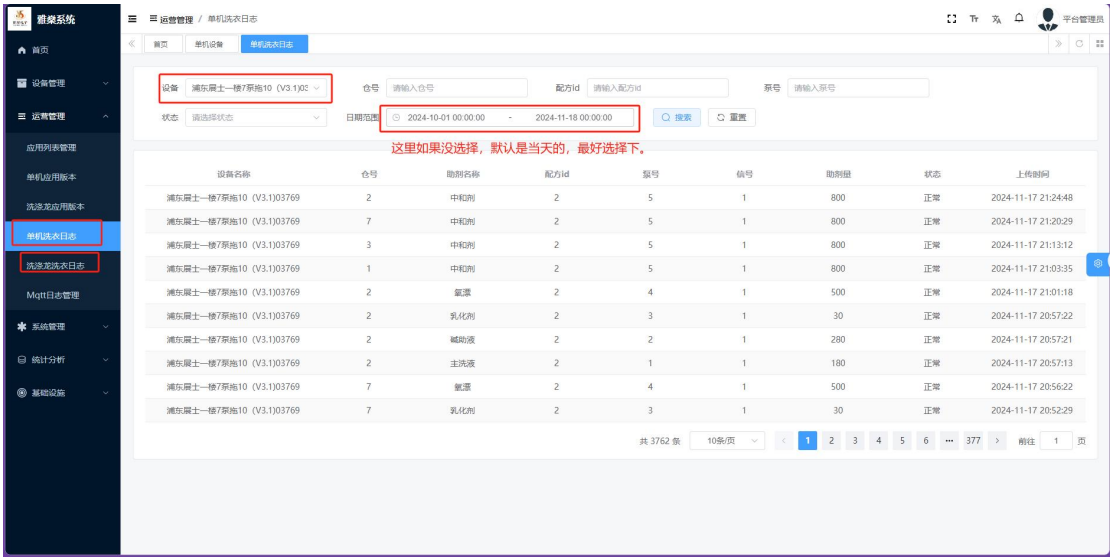 雅燊系统
运营管理 / 单机洗衣日志
平台管理员
首页
设备管理
运营管理
应用列表管理
单机应用版本
洗涤龙应用版本
单机洗衣日志
洗涤龙洗衣日志
Mqtt日志管理
系统管理
统计分析
基础设施
首页 单机设备 单机洗衣日志
设备 浦东展士一楼7泵拖10 (V3.1)03 仓号 请输入仓号 配方id 请输入配方id 泵号 请输入泵号
状态 请选择状态 日期范围 2024-10-01 00:00:00 - 2024-11-18 00:00:00 搜索 重置
这里如果没选择，默认是当天的，最好选择下。
设备名称 仓号 助剂名称 配方id 泵号 信号 助剂量 状态 上传时间
浦东展士一楼7泵拖10 (V3.1)03769 2 中和剂 2 5 1 800 正常 2024-11-17 21:24:48
浦东展士一楼7泵拖10 (V3.1)03769 7 中和剂 2 5 1 800 正常 2024-11-17 21:20:29
浦东展士一楼7泵拖10 (V3.1)03769 3 中和剂 2 5 1 800 正常 2024-11-17 21:13:12
浦东展士一楼7泵拖10 (V3.1)03769 1 中和剂 2 5 1 800 正常 2024-11-17 21:03:35
浦东展士一楼7泵拖10 (V3.1)03769 2 氧漂 2 4 1 500 正常 2024-11-17 21:01:18
浦东展士一楼7泵拖10 (V3.1)03769 2 乳化剂 2 3 1 30 正常 2024-11-17 20:57:22
浦东展士一楼7泵拖10 (V3.1)03769 2 碱助液 2 2 1 280 正常 2024-11-17 20:57:21
浦东展士一楼7泵拖10 (V3.1)03769 2 主洗液 2 1 1 180 正常 2024-11-17 20:57:13
浦东展士一楼7泵拖10 (V3.1)03769 7 氧漂 2 4 1 500 正常 2024-11-17 20:56:22
浦东展士一楼7泵拖10 (V3.1)03769 7 乳化剂 2 3 1 30 正常 2024-11-17 20:52:29
共 3762 条 10条/页 1 2 3 4 5 6 ••• 377 前往 1 页